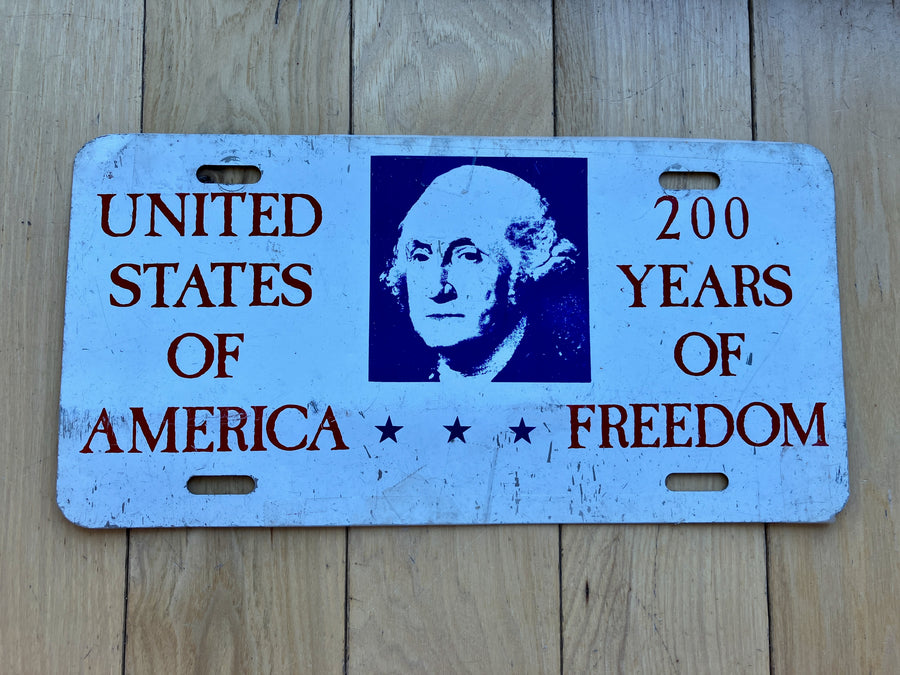 UNITED
STATES
OF
AMERICA
200
YEARS
OF
FREEDOM